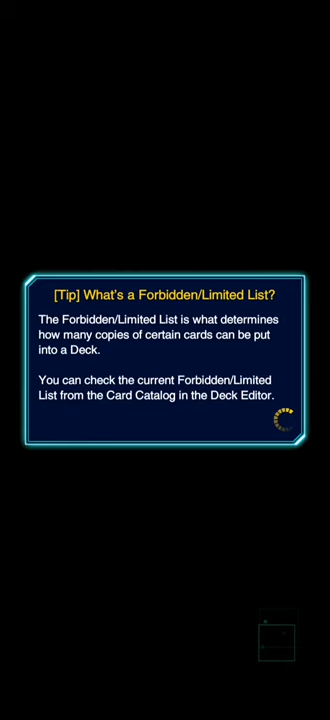 [Tip] What's a Forbidden/Limited List?
The Forbidden/Limited List is what determines
how many copies of certain cards can be put
into a Deck.
You can check the current Forbidden/Limited
List from the Card Catalog in the Deck Editor.